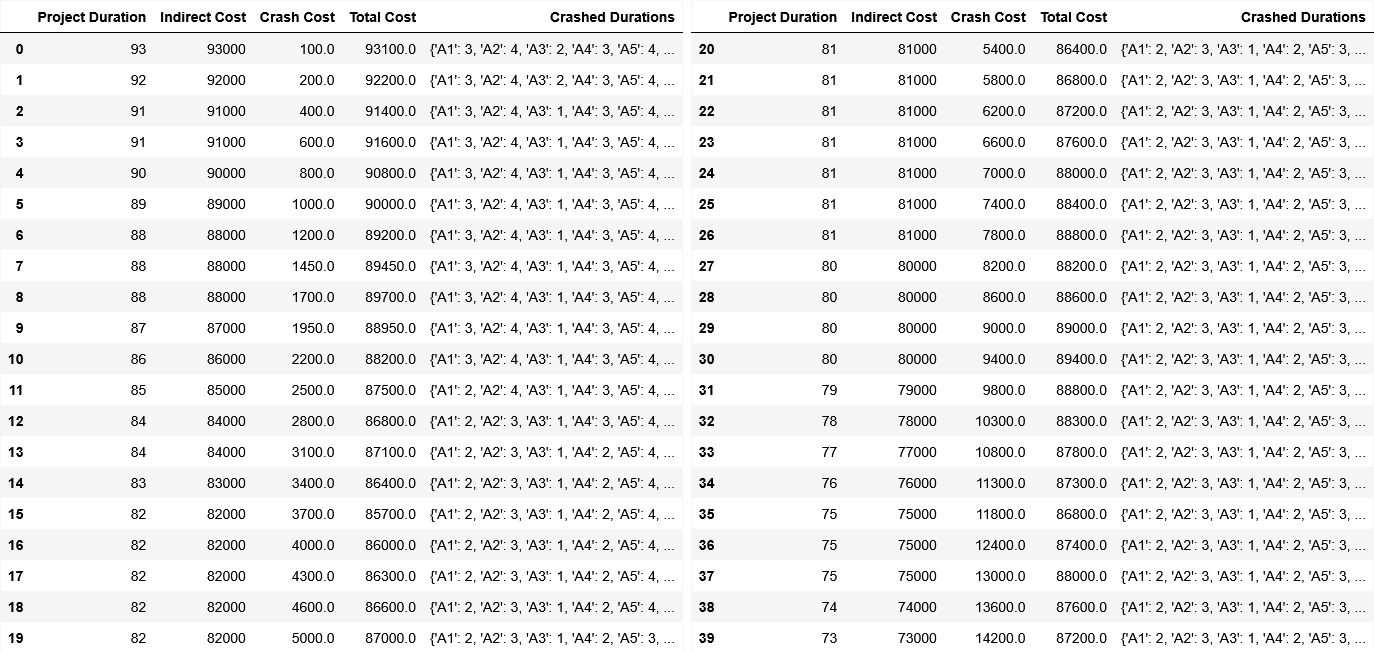 Project Duration Indirect Cost Crash Cost Total Cost Crashed Durations
0 93 93000 100.0 93100.0 {'A1': 3, 'A2': 4, 'A3': 2, 'A4': 3, 'A5': 4, ...
1 92 92000 200.0 92200.0 {'A1': 3, 'A2': 4, 'A3': 2, 'A4': 3, 'A5': 4, ...
2 91 91000 400.0 91400.0 {'A1': 3, 'A2': 4, 'A3': 1, 'A4': 3, 'A5': 4, ...
3 91 91000 600.0 91600.0 {'A1': 3, 'A2': 4, 'A3': 1, 'A4': 3, 'A5': 4, ...
4 90 90000 800.0 90800.0 {'A1': 3, 'A2': 4, 'A3': 1, 'A4': 3, 'A5': 4, ...
5 89 89000 1000.0 90000.0 {'A1': 3, 'A2': 4, 'A3': 1, 'A4': 3, 'A5': 4, ...
6 88 88000 1200.0 89200.0 {'A1': 3, 'A2': 4, 'A3': 1, 'A4': 3, 'A5': 4, ...
7 88 88000 1450.0 89450.0 {'A1': 3, 'A2': 4, 'A3': 1, 'A4': 3, 'A5': 4, ...
8 88 88000 1700.0 89700.0 {'A1': 3, 'A2': 4, 'A3': 1, 'A4': 3, 'A5': 4, ...
9 87 87000 1950.0 88950.0 {'A1': 3, 'A2': 4, 'A3': 1, 'A4': 3, 'A5': 4, ...
10 86 86000 2200.0 88200.0 {'A1': 3, 'A2': 4, 'A3': 1, 'A4': 3, 'A5': 4, ...
11 85 85000 2500.0 87500.0 {'A1': 2, 'A2': 4, 'A3': 1, 'A4': 3, 'A5': 4, ...
12 84 84000 2800.0 86800.0 {'A1': 2, 'A2': 3, 'A3': 1, 'A4': 3, 'A5': 4, ...
13 84 84000 3100.0 87100.0 {'A1': 2, 'A2': 3, 'A3': 1, 'A4': 2, 'A5': 4, ...
14 83 83000 3400.0 86400.0 {'A1': 2, 'A2': 3, 'A3': 1, 'A4': 2, 'A5': 4, ...
15 82 82000 3700.0 85700.0 {'A1': 2, 'A2': 3, 'A3': 1, 'A4': 2, 'A5': 4, ...
16 82 82000 4000.0 86000.0 {'A1': 2, 'A2': 3, 'A3': 1, 'A4': 2, 'A5': 4, ...
17 82 82000 4300.0 86300.0 {'A1': 2, 'A2': 3, 'A3': 1, 'A4': 2, 'A5': 4, ...
18 82 82000 4600.0 86600.0 {'A1': 2, 'A2': 3, 'A3': 1, 'A4': 2, 'A5': 4, ...
19 82 82000 5000.0 87000.0 {'A1': 2, 'A2': 3, 'A3': 1, 'A4': 2, 'A5': 3, ...
Project Duration Indirect Cost Crash Cost Total Cost Crashed Durations
20 81 81000 5400.0 86400.0 {'A1': 2, 'A2': 3, 'A3': 1, 'A4': 2, 'A5': 3, ...
21 81 81000 5800.0 86800.0 {'A1': 2, 'A2': 3, 'A3': 1, 'A4': 2, 'A5': 3, ...
22 81 81000 6200.0 87200.0 {'A1': 2, 'A2': 3, 'A3': 1, 'A4': 2, 'A5': 3, ...
23 81 81000 6600.0 87600.0 {'A1': 2, 'A2': 3, 'A3': 1, 'A4': 2, 'A5': 3, ...
24 81 81000 7000.0 88000.0 {'A1': 2, 'A2': 3, 'A3': 1, 'A4': 2, 'A5': 3, ...
25 81 81000 7400.0 88400.0 {'A1': 2, 'A2': 3, 'A3': 1, 'A4': 2, 'A5': 3, ...
26 81 81000 7800.0 88800.0 {'A1': 2, 'A2': 3, 'A3': 1, 'A4': 2, 'A5': 3, ...
27 80 80000 8200.0 88200.0 {'A1': 2, 'A2': 3, 'A3': 1, 'A4': 2, 'A5': 3, ...
28 80 80000 8600.0 88600.0 {'A1': 2, 'A2': 3, 'A3': 1, 'A4': 2, 'A5': 3, ...
29 80 80000 9000.0 89000.0 {'A1': 2, 'A2': 3, 'A3': 1, 'A4': 2, 'A5': 3, ...
30 80 80000 9400.0 89400.0 {'A1': 2, 'A2': 3, 'A3': 1, 'A4': 2, 'A5': 3, ...
31 79 79000 9800.0 88800.0 {'A1': 2, 'A2': 3, 'A3': 1, 'A4': 2, 'A5': 3, ...
32 78 78000 10300.0 88300.0 {'A1': 2, 'A2': 3, 'A3': 1, 'A4': 2, 'A5': 3, ...
33 77 77000 10800.0 87800.0 {'A1': 2, 'A2': 3, 'A3': 1, 'A4': 2, 'A5': 3, ...
34 76 76000 11300.0 87300.0 {'A1': 2, 'A2': 3, 'A3': 1, 'A4': 2, 'A5': 3, ...
35 75 75000 11800.0 86800.0 {'A1': 2, 'A2': 3, 'A3': 1, 'A4': 2, 'A5': 3, ...
36 75 75000 12400.0 87400.0 {'A1': 2, 'A2': 3, 'A3': 1, 'A4': 2, 'A5': 3, ...
37 75 75000 13000.0 88000.0 {'A1': 2, 'A2': 3, 'A3': 1, 'A4': 2, 'A5': 3, ...
38 74 74000 13600.0 87600.0 {'A1': 2, 'A2': 3, 'A3': 1, 'A4': 2, 'A5': 3, ...
39 73 73000 14200.0 87200.0 {'A1': 2, 'A2': 3, 'A3': 1, 'A4': 2, 'A5': 3, ...